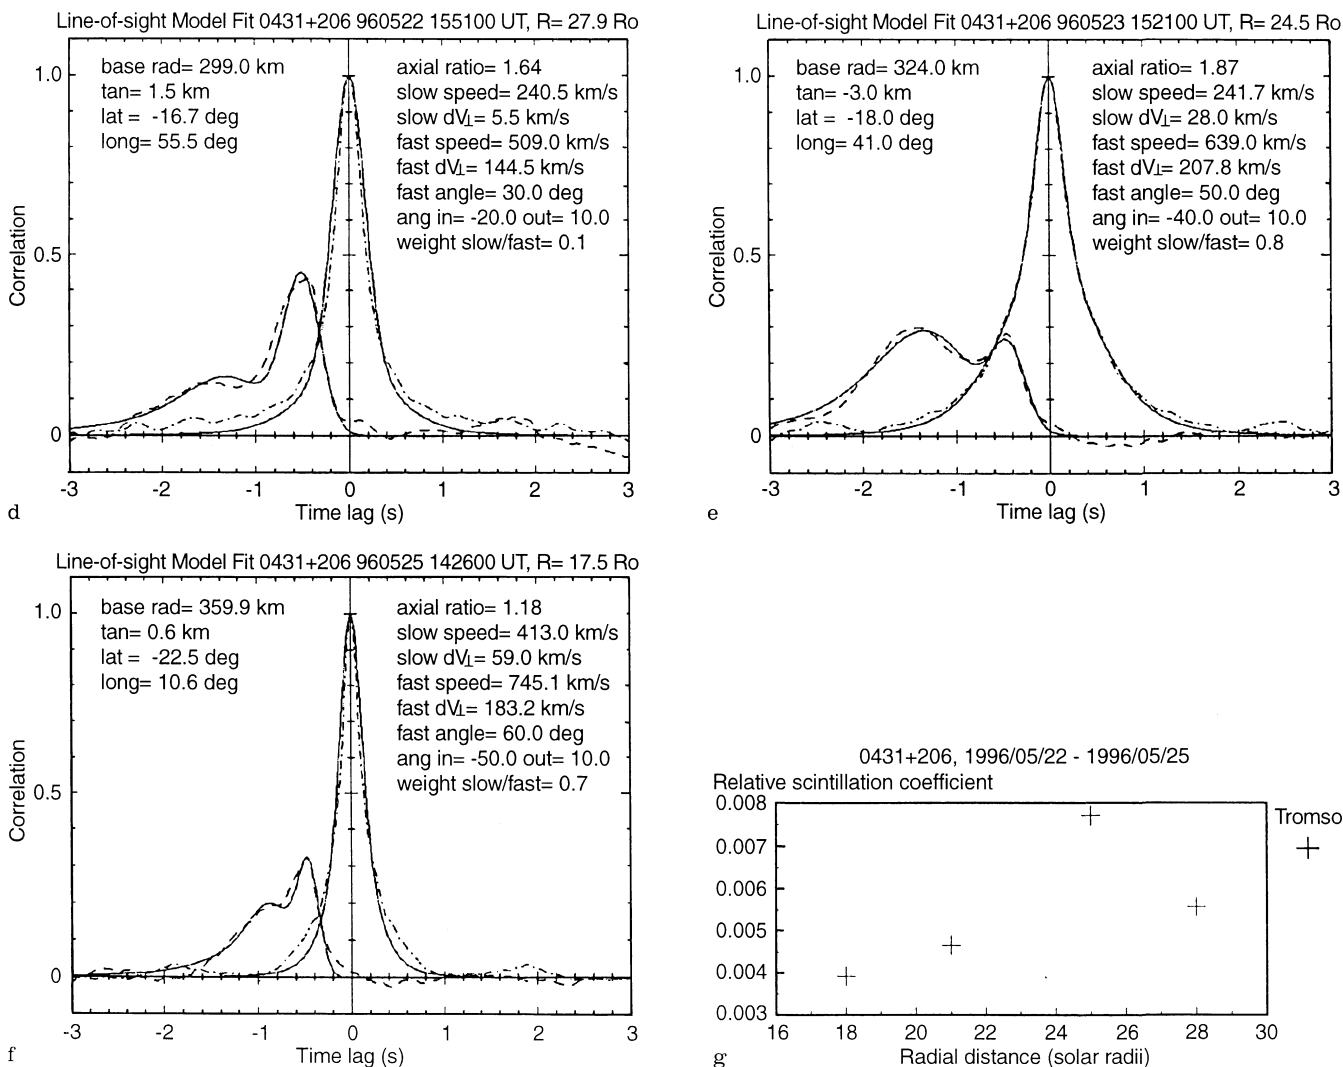 Line-of-sight Model Fit 0431+206 960522 155100 UT, R= 27.9 Ro
base rad= 299.0 km
tan= 1.5 km
lat = -16.7 deg
long= 55.5 deg
axial ratio= 1.64
slow speed= 240.5 km/s
slow dV⊥= 5.5 km/s
fast speed= 509.0 km/s
fast dV⊥= 144.5 km/s
fast angle= 30.0 deg
ang in= -20.0 out= 10.0
weight slow/fast= 0.1
Correlation
1.0
0.5
0
-3 -2 -1 0 1 2 3
Time lag (s)
d
Line-of-sight Model Fit 0431+206 960523 152100 UT, R= 24.5 Ro
base rad= 324.0 km
tan= -3.0 km
lat = -18.0 deg
long= 41.0 deg
axial ratio= 1.87
slow speed= 241.7 km/s
slow dV⊥= 28.0 km/s
fast speed= 639.0 km/s
fast dV⊥= 207.8 km/s
fast angle= 50.0 deg
ang in= -40.0 out= 10.0
weight slow/fast= 0.8
Correlation
1.0
0.5
0
-3 -2 -1 0 1 2 3
Time lag (s)
e
Line-of-sight Model Fit 0431+206 960525 142600 UT, R= 17.5 Ro
base rad= 359.9 km
tan= 0.6 km
lat = -22.5 deg
long= 10.6 deg
axial ratio= 1.18
slow speed= 413.0 km/s
slow dV⊥= 59.0 km/s
fast speed= 745.1 km/s
fast dV⊥= 183.2 km/s
fast angle= 60.0 deg
ang in= -50.0 out= 10.0
weight slow/fast= 0.7
Correlation
1.0
0.5
0
-3 -2 -1 0 1 2 3
Time lag (s)
f
0431+206, 1996/05/22 - 1996/05/25
Relative scintillation coefficient
0.008
0.007
0.006
0.005
0.004
0.003
16 18 20 22 24 26 28 30
Radial distance (solar radii)
Tromso
g